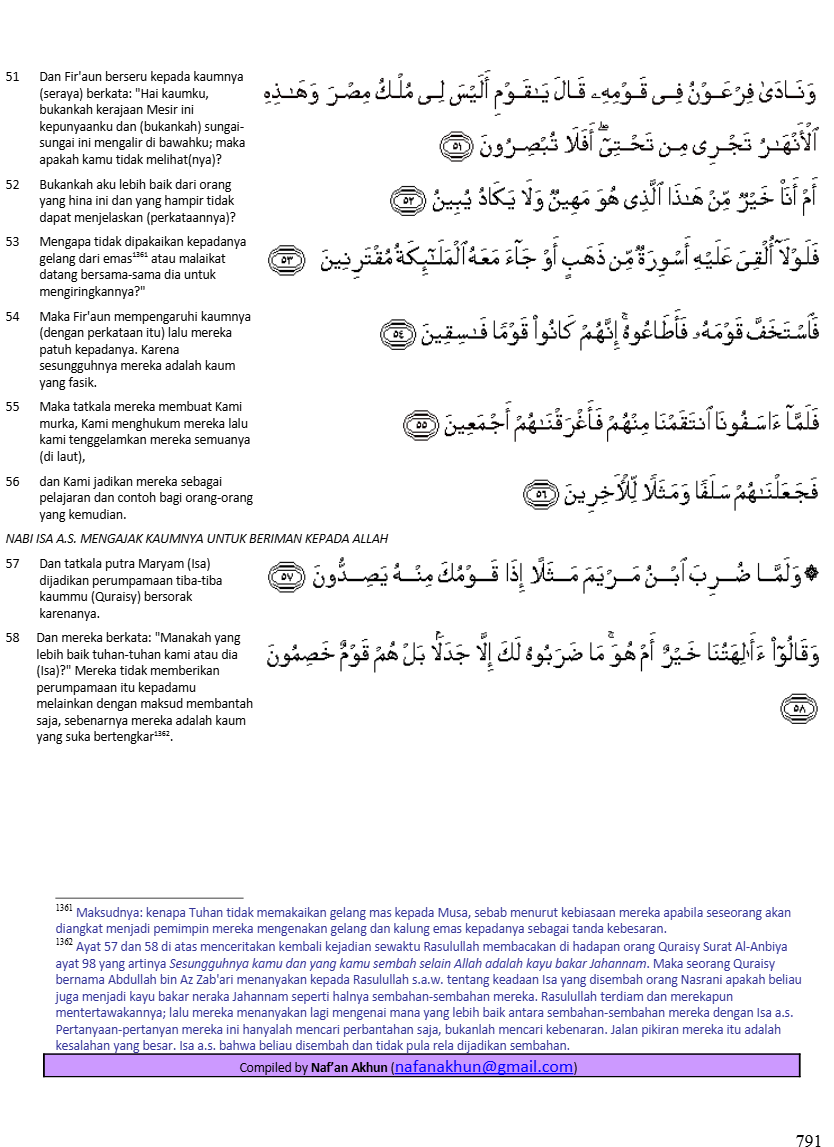 51 Dan Fir'aun berseru kepada kaumnya
(seraya) berkata: "Hai kaumku,
bukankah kerajaan Mesir ini
kepunyaanku dan (bukankah) sungai-
sungai ini mengalir di bawahku; maka
apakah kamu tidak melihat(nya)?
وَنَادَىٰ فِرْعَوْنُ فِى قَوْمِهِۦ قَالَ يَـٰقَوْمِ أَلَيْسَ لِى مُلْكُ مِصْرَ وَهَـٰذِهِ
ٱلْأَنْهَـٰرُ تَجْرِى مِن تَحْتِىٓ ۖ أَفَلَا تُبْصِرُونَ ٥١
52 Bukankah aku lebih baik dari orang
yang hina ini dan yang hampir tidak
dapat menjelaskan (perkataannya)?
أَمْ أَنَا۠ خَيْرٌ مِّنْ هَـٰذَا ٱلَّذِى هُوَ مَهِينٌ وَلَا يَكَادُ يُبِينُ ٥٢
53 Mengapa tidak dipakaikan kepadanya
gelang dari emas1361 atau malaikat
datang bersama-sama dia untuk
mengiringkannya?"
فَلَوْلَآ أُلْقِىَ عَلَيْهِ أَسْوِرَةٌ مِّن ذَهَبٍ أَوْ جَآءَ مَعَهُ ٱلْمَلَـٰٓئِكَةُ مُقْتَرِنِينَ ٥٣
54 Maka Fir'aun mempengaruhi kaumnya
(dengan perkataan itu) lalu mereka
patuh kepadanya. Karena
sesungguhnya mereka adalah kaum
yang fasik.
فَٱسْتَخَفَّ قَوْمَهُۥ فَأَطَاعُوهُ ۚ إِنَّهُمْ كَانُوا۟ قَوْمًا فَـٰسِقِينَ ٥٤
55 Maka tatkala mereka membuat Kami
murka, Kami menghukum mereka lalu
kami tenggelamkan mereka semuanya
(di laut),
فَلَمَّآ ءَاسَفُونَا ٱنتَقَمْنَا مِنْهُمْ فَأَغْرَقْنَـٰهُمْ أَجْمَعِينَ ٥٥
56 dan Kami jadikan mereka sebagai
pelajaran dan contoh bagi orang-orang
yang kemudian.
فَجَعَلْنَـٰهُمْ سَلَفًا وَمَثَلًا لِّلْـَٔاخِرِينَ ٥٦
NABI ISA A.S. MENGAJAK KAUMNYA UNTUK BERIMAN KEPADA ALLAH
57 Dan tatkala putra Maryam (Isa)
dijadikan perumpamaan tiba-tiba
kaummu (Quraisy) bersorak
karenanya.
۞ وَلَمَّا ضُرِبَ ٱبْنُ مَرْيَمَ مَثَلًا إِذَا قَوْمُكَ مِنْهُ يَصِدُّونَ ٥٧
58 Dan mereka berkata: "Manakah yang
lebih baik tuhan-tuhan kami atau dia
(Isa)?" Mereka tidak memberikan
perumpamaan itu kepadamu
melainkan dengan maksud membantah
saja, sebenarnya mereka adalah kaum
yang suka bertengkar1362.
وَقَالُوٓا۟ ءَأَـٰلِهَتُنَا خَيْرٌ أَمْ هُوَ ۚ مَا ضَرَبُوهُ لَكَ إِلَّا جَدَلًۢا ۚ بَلْ هُمْ قَوْمٌ خَصِمُونَ
٥٨
1361 Maksudnya: kenapa Tuhan tidak memakaikan gelang mas kepada Musa, sebab menurut kebiasaan mereka apabila seseorang akan
diangkat menjadi pemimpin mereka mengenakan gelang dan kalung emas kepadanya sebagai tanda kebesaran.
1362 Ayat 57 dan 58 di atas menceritakan kembali kejadian sewaktu Rasulullah membacakan di hadapan orang Quraisy Surat Al-Anbiya
ayat 98 yang artinya Sesungguhnya kamu dan yang kamu sembah selain Allah adalah kayu bakar Jahannam. Maka seorang Quraisy
bernama Abdullah bin Az Zab'ari menanyakan kepada Rasulullah s.a.w. tentang keadaan Isa yang disembah orang Nasrani apakah beliau
juga menjadi kayu bakar neraka Jahannam seperti halnya sembahan-sembahan mereka. Rasulullah terdiam dan merekapun
mentertawakannya; lalu mereka menanyakan lagi mengenai mana yang lebih baik antara sembahan-sembahan mereka dengan Isa a.s.
Pertanyaan-pertanyan mereka ini hanyalah mencari perbantahan saja, bukanlah mencari kebenaran. Jalan pikiran mereka itu adalah
kesalahan yang besar. Isa a.s. bahwa beliau disembah dan tidak pula rela dijadikan sembahan.
Compiled by Naf'an Akhun (nafanakhun@gmail.com)
791